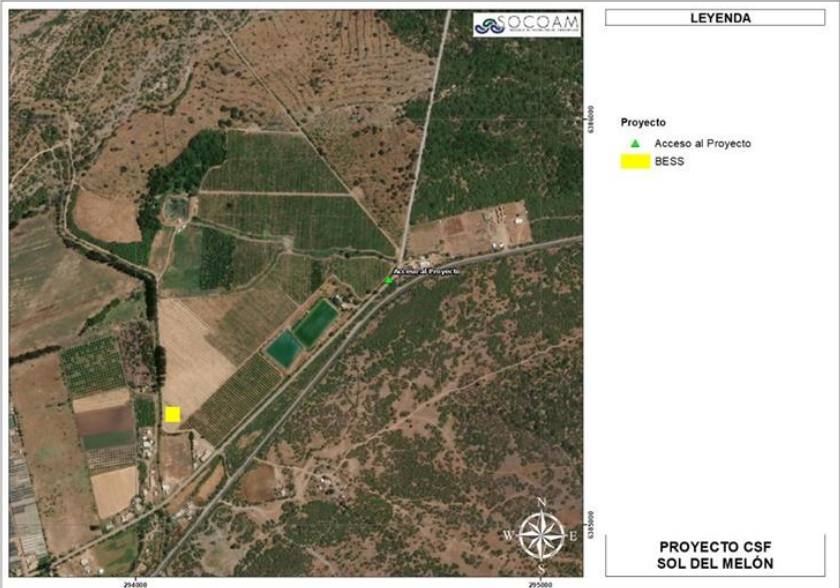 SOCOAM
LEYENDA
Proyecto
Acceso al Proyecto
BESS
6386000
Acceso al Proyecto
6385000
N
W
E
S
PROYECTO CSF
SOL DEL MELÓN
294000
295000